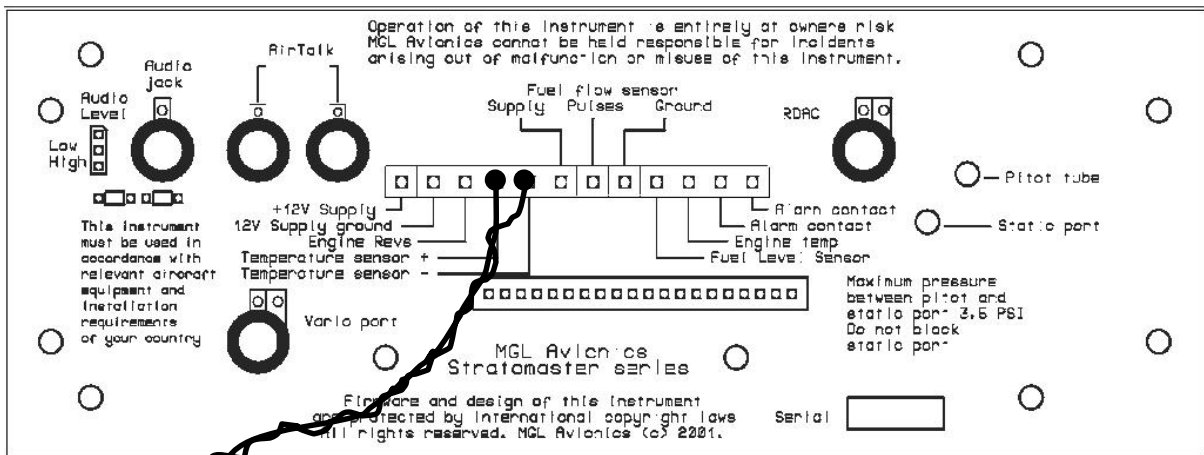 Operation of this instrument is entirely at owners risk
MGL Avionics cannot be held responsible for incidents
arising out of malfunction or misuse of this instrument.
AirTalk
Audio
jack
Audio
Level
Low
High
Fuel flow sensor
Supply Pulses Ground
RDAC
Pitot tube
Static port
+12V Supply
12V Supply ground
Engine Revs
Temperature sensor +
Temperature sensor -
Alarm contact
Alarm contact
Engine temp
Fuel Level Sensor
This instrument
must be used in
accordance with
relevant aircraft
equipment and
installation
requirements
of your country
Vario port
Maximum pressure
between pitot and
static port 3.5 PSI
Do not block
static port
MGL Avionics
Stratomaster series
Firmware and design of this instrument
are protected by international copyright laws
All rights reserved. MGL Avionics (c) 2001.
Serial